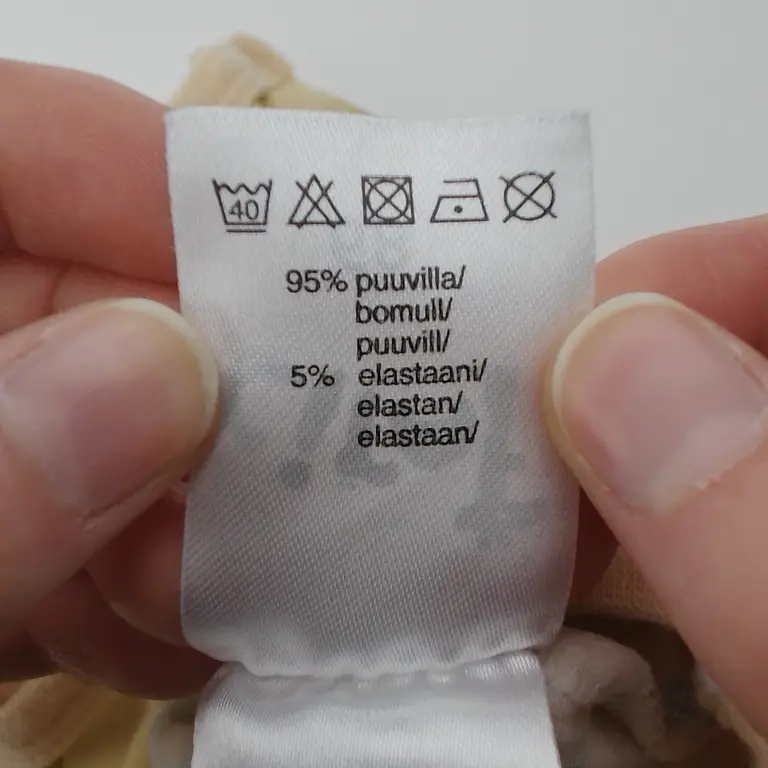 40
95% puuvilla/
bomull/
puuvill/
5% elastaani/
elastan/
elastaan/